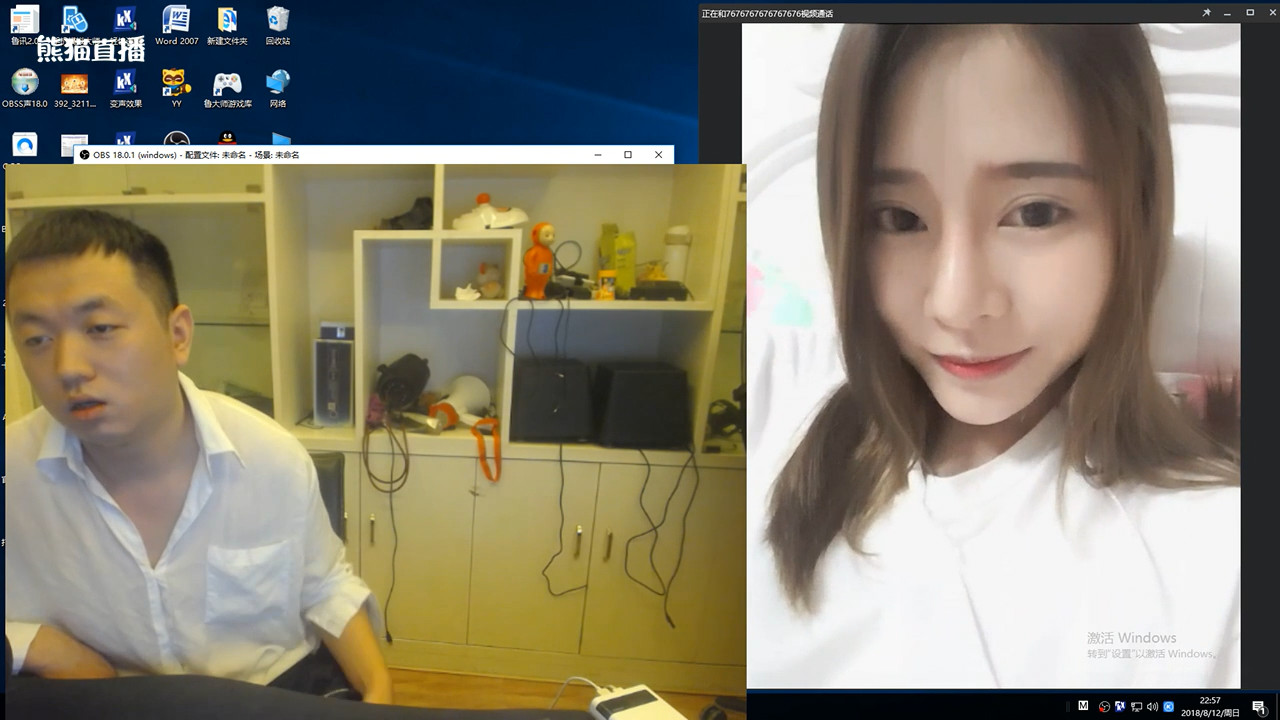 正在和7676767676767676视频通话
鲁讯2.0
Word 2007
新建文件夹
回收站
熊猫直播
OBSS声18.0
392_3211...
变声效果
YY
鲁大师游戏库
网络
OBS 18.0.1 (windows) - 配置文件: 未命名 - 场景: 未命名
激活 Windows
转到"设置"以激活 Windows。
22:57
2018/8/12/周日